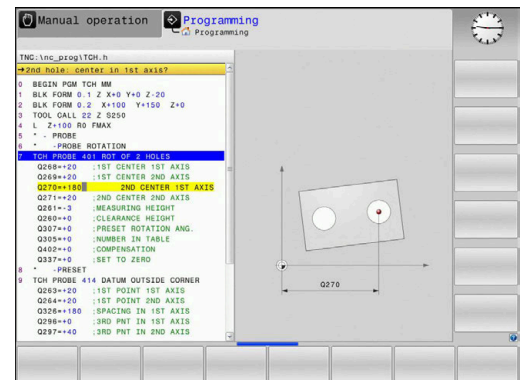 Manual operation
Programming
Programming
TNC:\nc_prog\TCH.h
→2nd hole: center in 1st axis?
0 BEGIN PGM TCH MM
1 BLK FORM 0.1 Z X+0 Y+0 Z-20
2 BLK FORM 0.2 X+100 Y+150 Z+0
3 TOOL CALL 22 Z S250
4 L Z+100 R0 FMAX
5 * - PROBE
6 * -PROBE ROTATION
7 TCH PROBE 401 ROT OF 2 HOLES
Q268=+20 ;1ST CENTER 1ST AXIS
Q269=+20 ;1ST CENTER 2ND AXIS
Q270=+180 2ND CENTER 1ST AXIS
Q271=+20 ;2ND CENTER 2ND AXIS
Q261=-3 ;MEASURING HEIGHT
Q260=+0 ;CLEARANCE HEIGHT
Q307=+0 ;PRESET ROTATION ANG.
Q305=+0 ;NUMBER IN TABLE
Q402=+0 ;COMPENSATION
Q337=+0 ;SET TO ZERO
8 * -PRESET
9 TCH PROBE 414 DATUM OUTSIDE CORNER
Q263=+20 ;1ST POINT 1ST AXIS
Q264=+20 ;1ST POINT 2ND AXIS
Q326=+180 ;SPACING IN 1ST AXIS
Q296=+0 ;3RD PNT IN 1ST AXIS
Q297=+40 ;3RD PNT IN 2ND AXIS
Q270